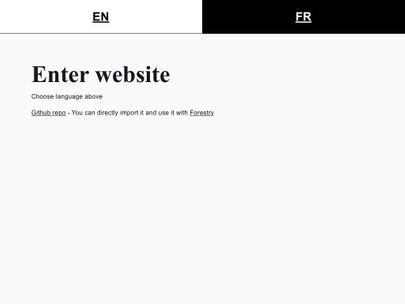 EN
FR
Enter website
Choose language above
Github repo - You can directly import it and use it with Forestry